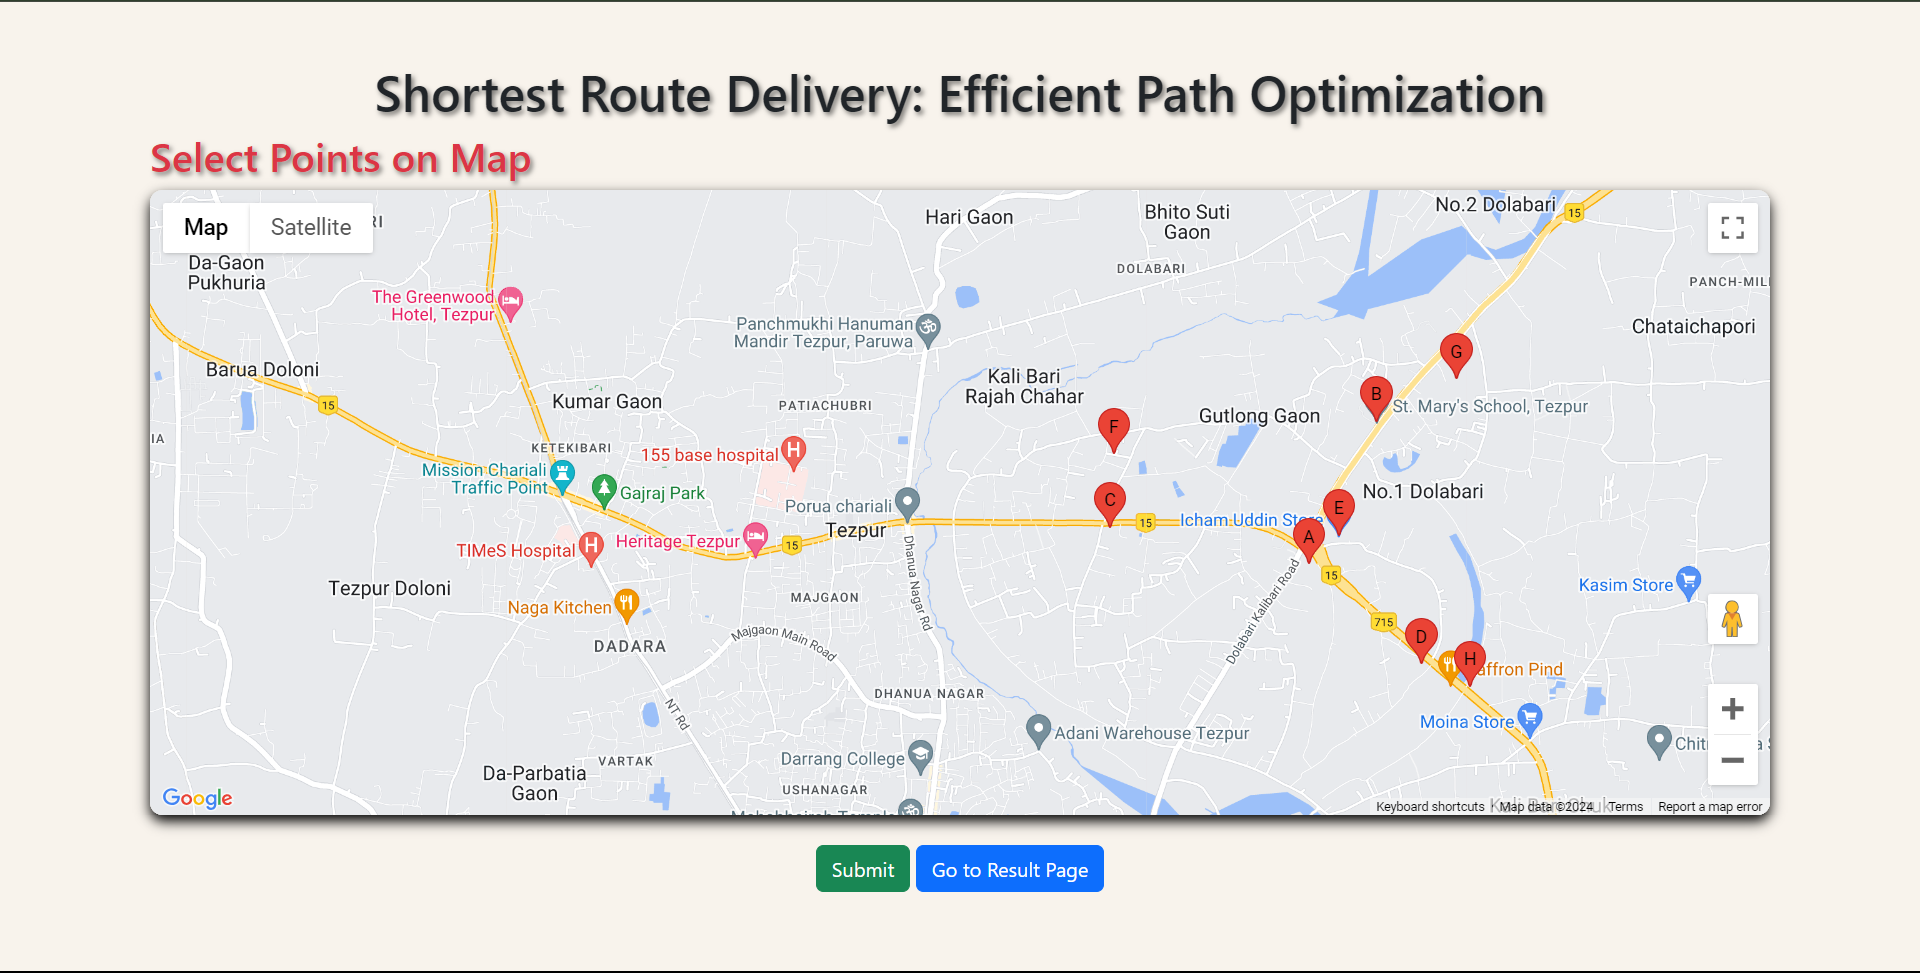 Shortest Route Delivery: Efficient Path Optimization
Select Points on Map
Map
Satellite
RI
Da-Gaon
Pukhuria
The Greenwood
Hotel, Tezpur
Barua Doloni
15
IA
Kumar Gaon
KETEKIBARI
Mission Chariali
Traffic Point
Gajraj Park
TIMeS Hospital
Heritage Tezpur
15
Tezpur Doloni
Naga Kitchen
DADARA
NT Rd
VARTAK
Da-Parbatia
Gaon
Google
Hari Gaon
Panchmukhi Hanuman
Mandir Tezpur, Paruwa
PATIACHUBRI
155 base hospital
Porua chariali
Tezpur
MAJGAON
Majgaon Main Road
Dhanua Nagar Rd
DHANUA NAGAR
Darrang College
USHANAGAR
Adani Warehouse Tezpur
Bhito Suti
Gaon
DOLABARI
Kali Bari
Rajah Chahar
F
C
15
Gutlong Gaon
Icham Uddin Store
E
A
15
Dolabari Kalibari Road
No.2 Dolabari
15
G
B
St. Mary's School, Tezpur
No.1 Dolabari
PANCH-MILI
Chataichapori
Kasim Store
715
D
H
affron Pind
Moina Store
Chit
Keyboard shortcuts
Map data ©2024
Terms
Report a map error
Submit
Go to Result Page